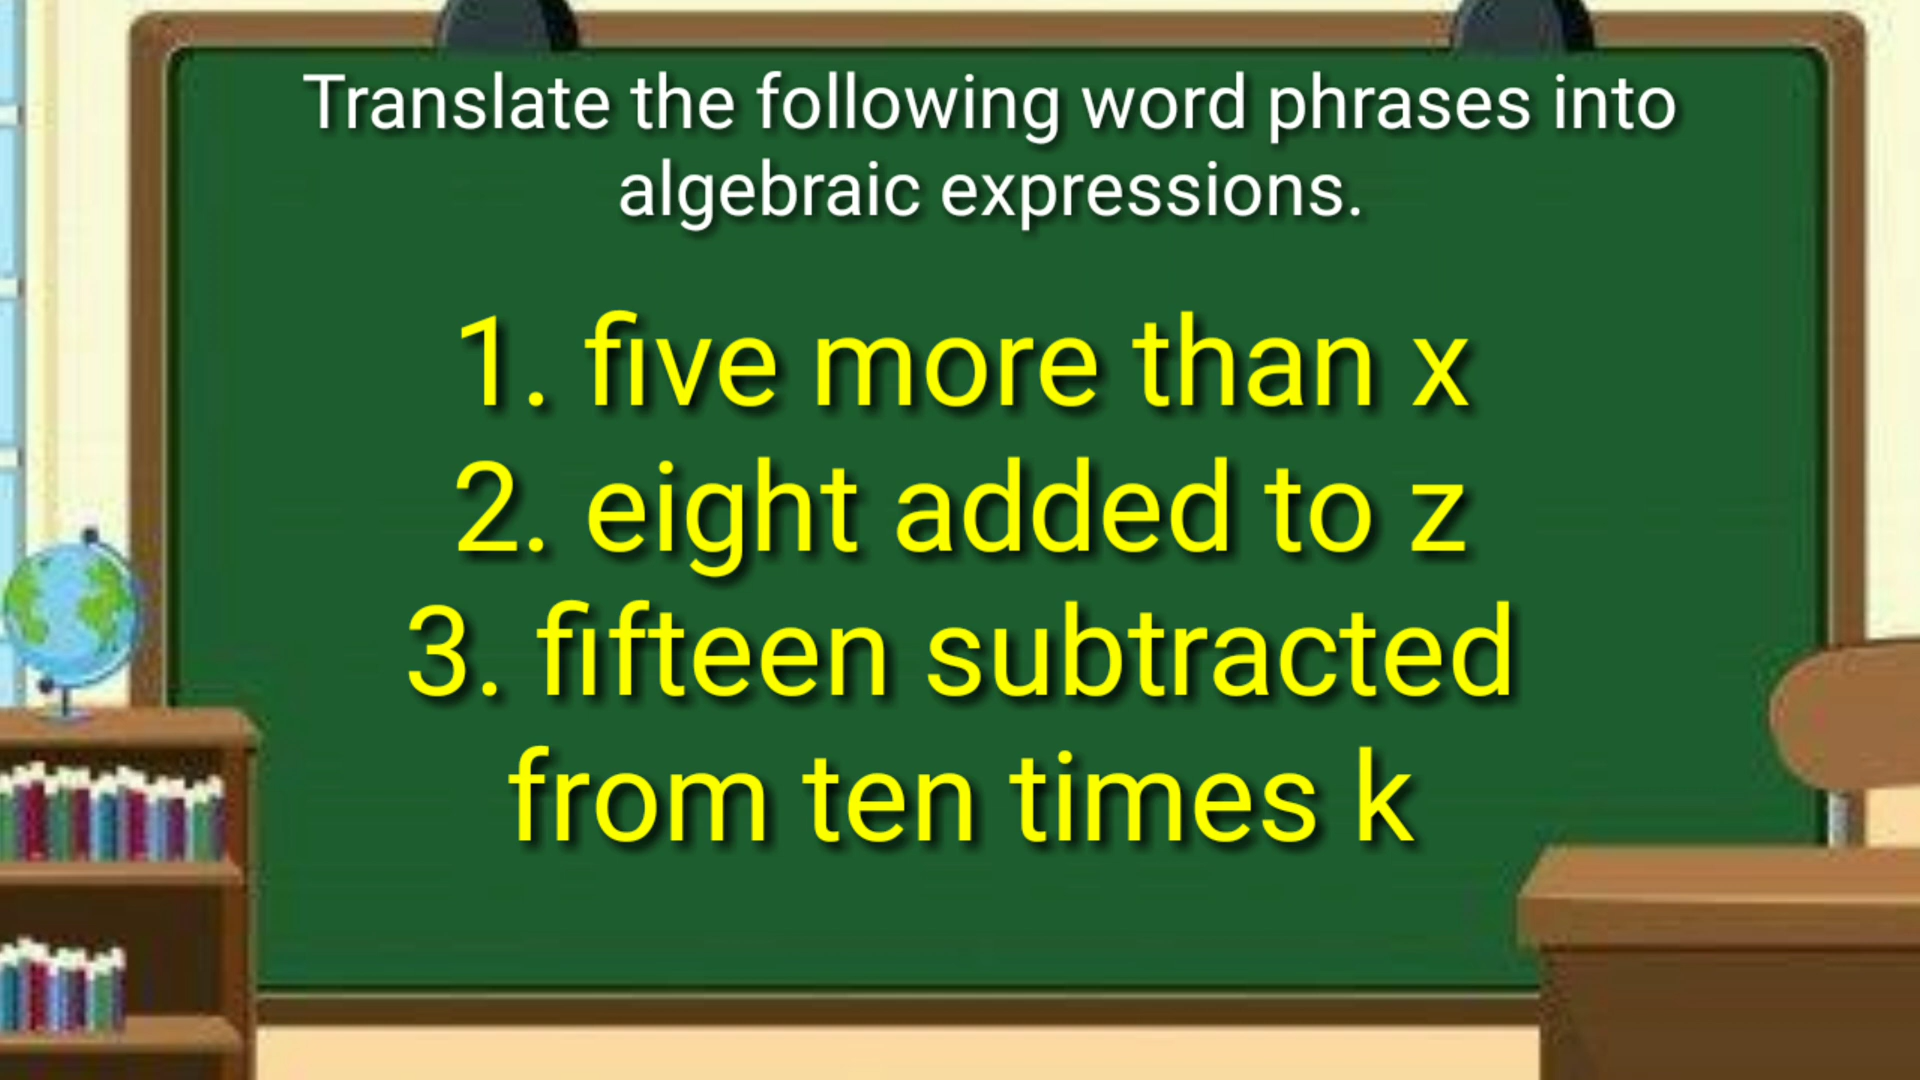 Translate the following word phrases into
algebraic expressions.
1. five more than x
2. eight added to z
3. fifteen subtracted
from ten times k